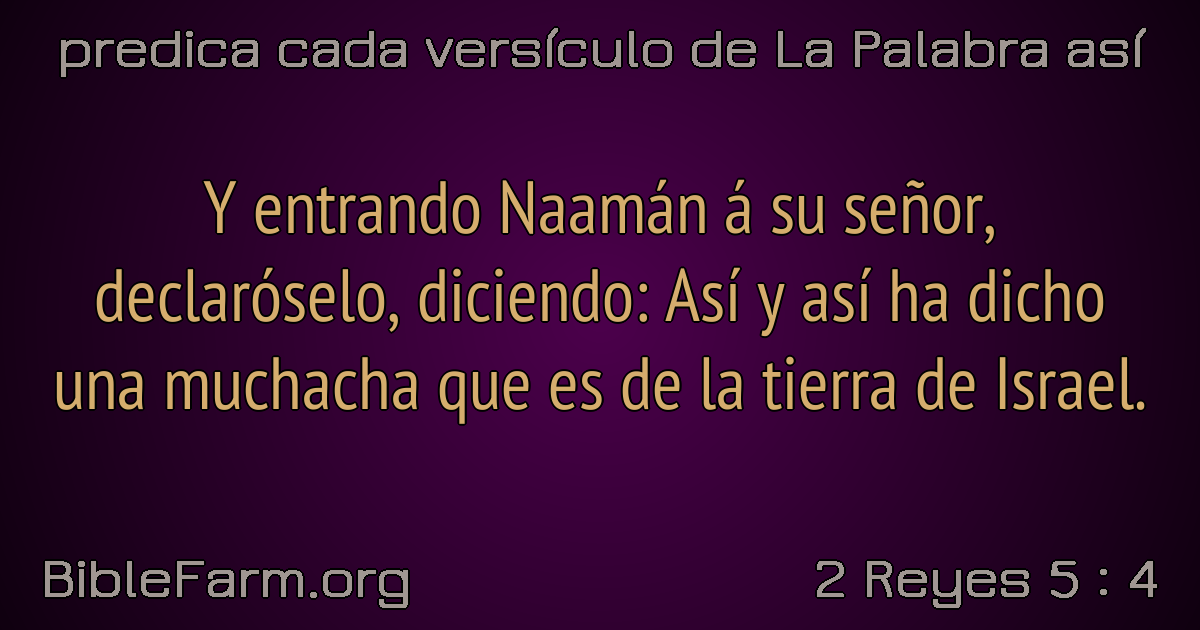 predica cada versículo de La Palabra así
Y entrando Naamán á su señor,
declaróselo, diciendo: Así y así ha dicho
una muchacha que es de la tierra de Israel.
BibleFarm.org
2 Reyes 5 : 4